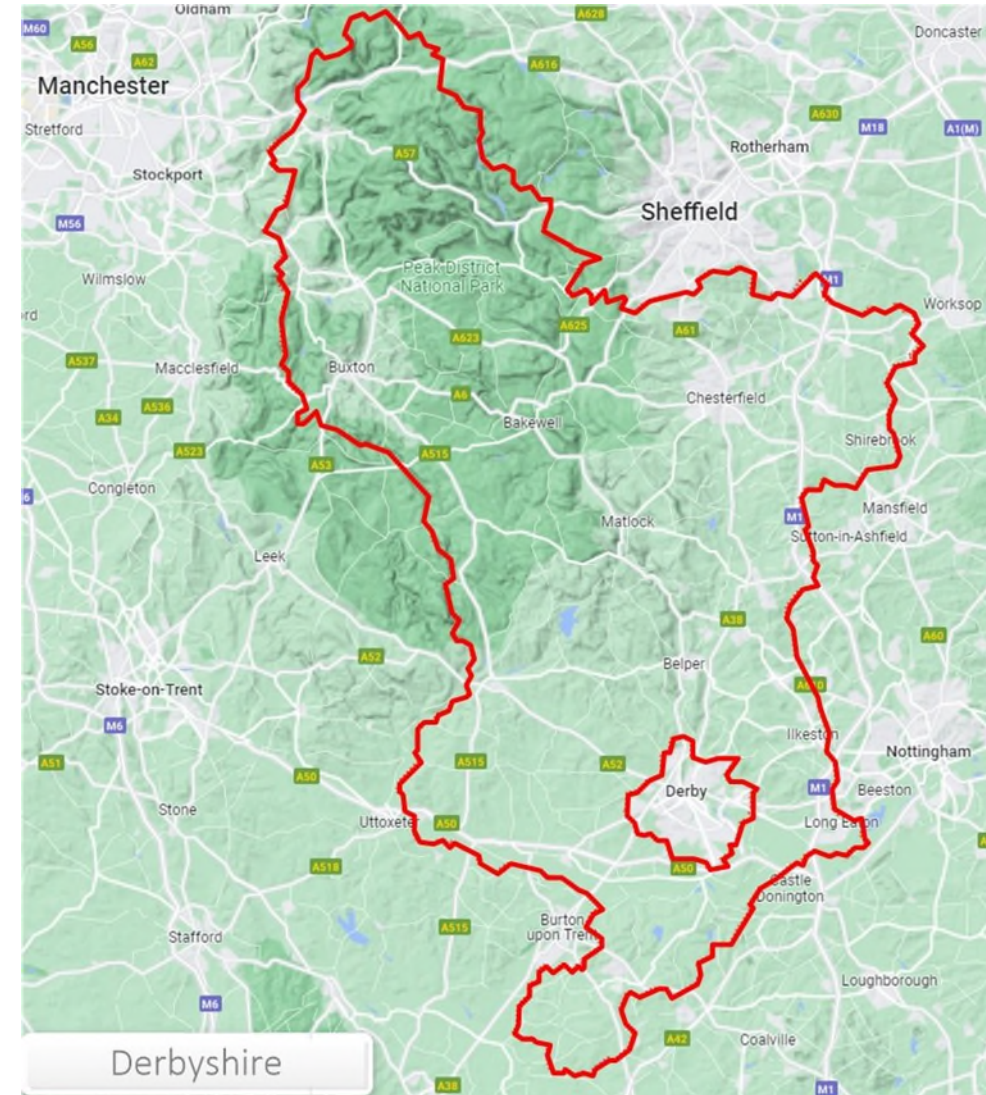 Oldham
M60
A628
Doncaster
A56
A62
A616
Manchester
A630
M18
A1(M)
Stretford
Rotherham
A57
Stockport
Sheffield
M56
Wilmslow
Peak District
National Park
M1
Worksop
rd
A625
A61
A623
A537
Macclesfield
Buxton
A6
Chesterfield
A536
A34
Bakewell
Shirebrook
A523
A53
A515
Congleton
6
Mansfield
M1
Matlock
Sutton-in-Ashfield
Leek
A38
A60
A52
Belper
Stoke-on-Trent
A610
M6
Ilkeston
Nottingham
A51
A50
A515
A52
M1
Beeston
Derby
Stone
Uttoxeter
A50
Long Eaton
A518
A50
Castle
Donington
A515
Burton
upon Trent
Stafford
Loughborough
M6
A42
Coalville
Derbyshire
A38
M1